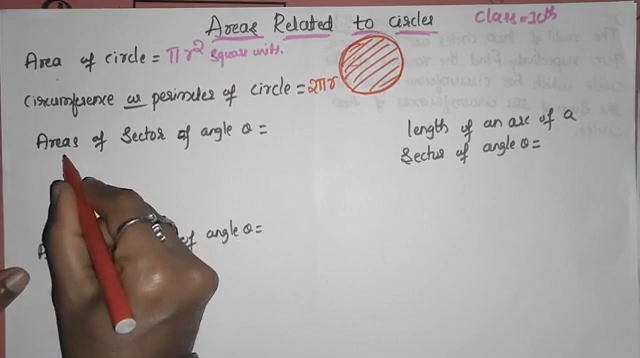 Areas Related to circles Class=10th
Area of circle = πr² square units.
circumference or perimeter of circle = 2πr
Areas of Sector of angle θ =
length of an arc of a
Sector of angle θ =
of angle θ =